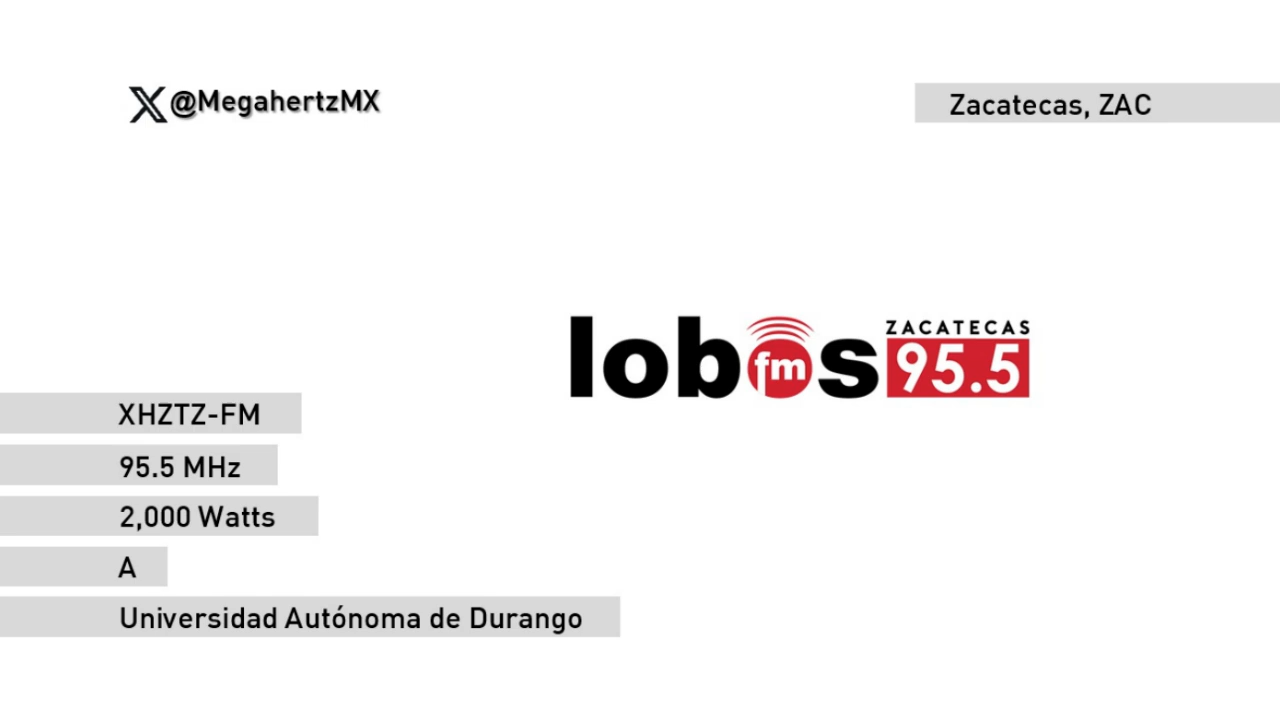 @MegahertzMX
Zacatecas, ZAC
lobos
fm
ZACATECAS
95.5
XHZTZ-FM
95.5 MHz
2,000 Watts
A
Universidad Autónoma de Durango